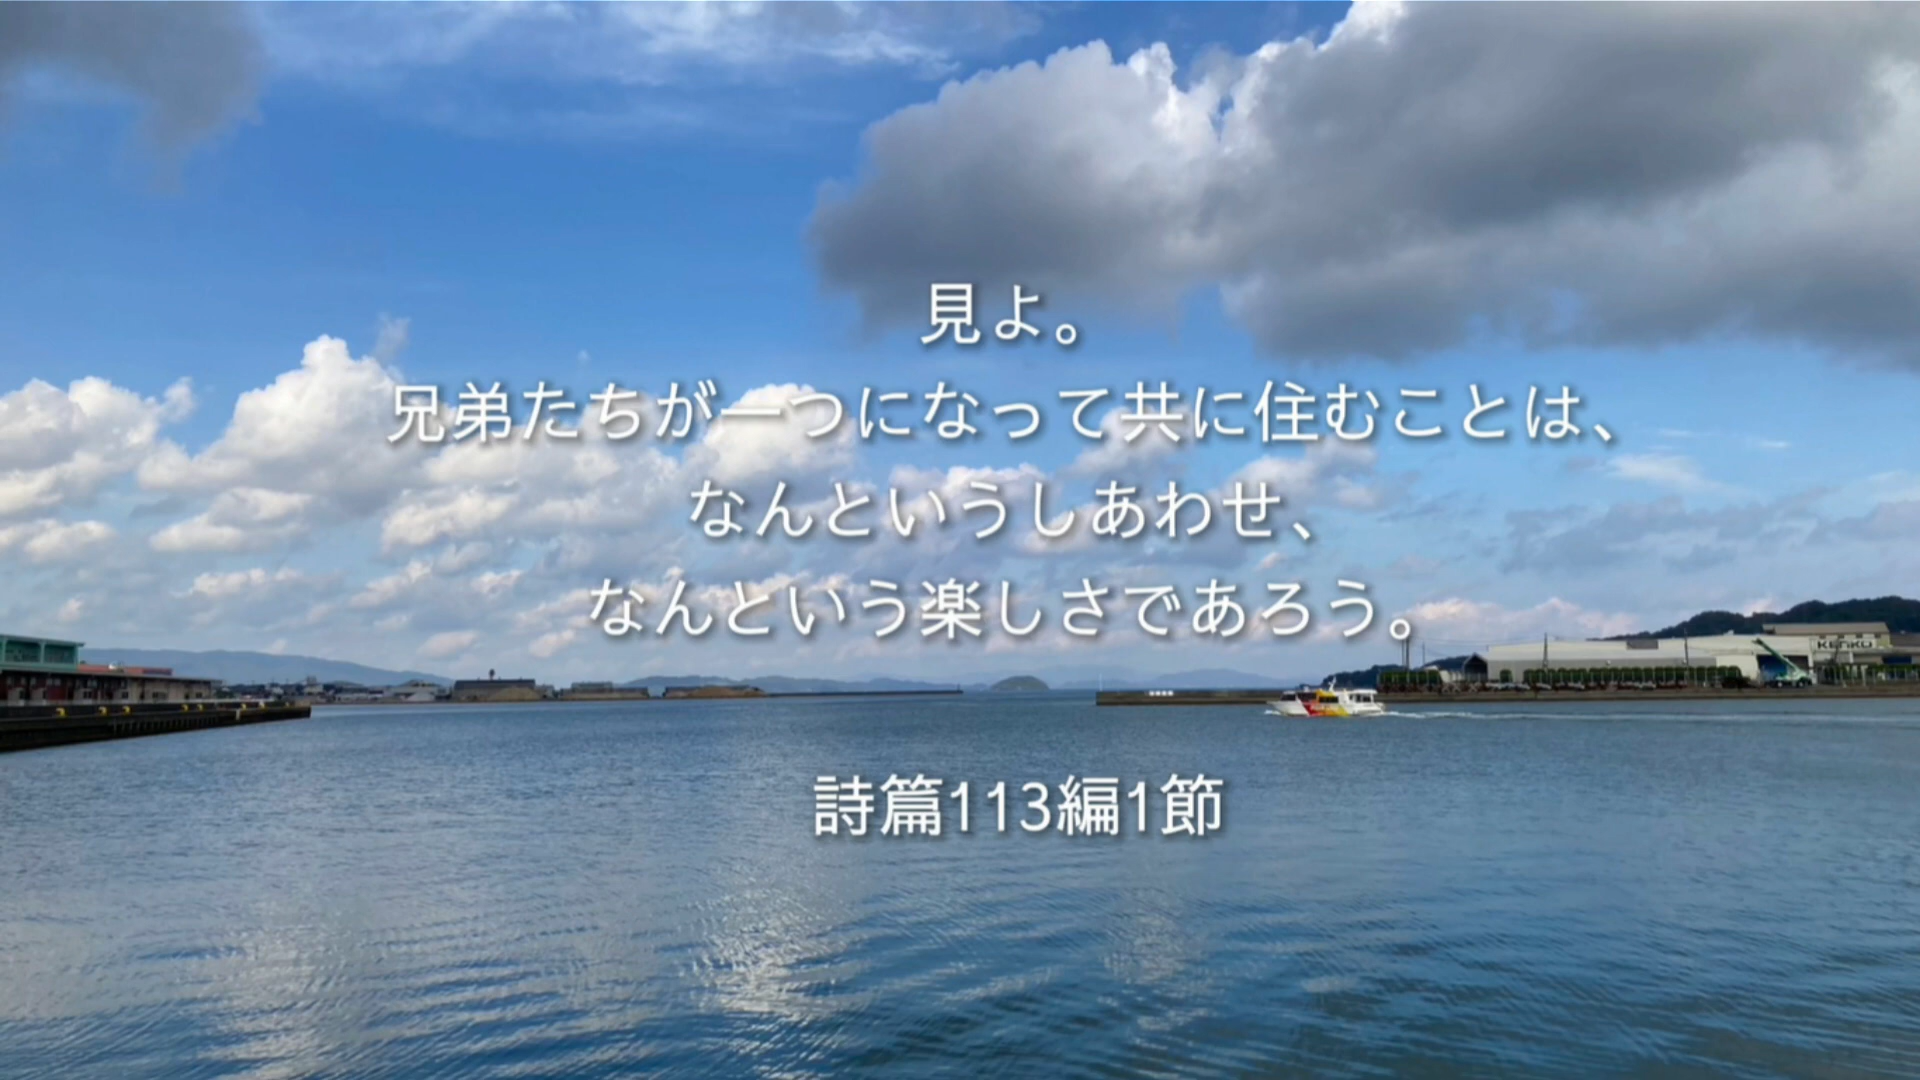 見よ。
兄弟たちが一つになって共に住むことは、
なんというしあわせ、
なんという楽しさであろう。
KENKO
詩篇113編1節